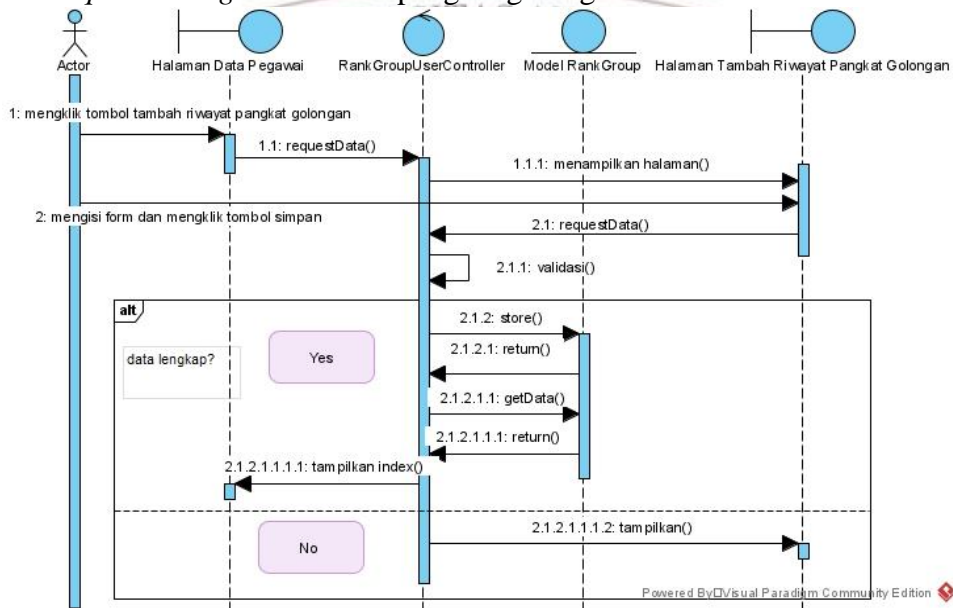 Actor
Halaman Data Pegawai
RankGroupUserController
Model RankGroup
Halaman Tambah Riwayat Pangkat Golongan
1: mengklik tombol tambah riwayat pangkat golongan
1.1: requestData()
1.1.1: menampilkan halaman()
2: mengisi form dan mengklik tombol simpan
2.1: requestData()
2.1.1: validasi()
alt
2.1.2: store()
data lengkap?
Yes
2.1.2.1: return()
2.1.2.1.1: getData()
2.1.2.1.1.1: return()
2.1.2.1.1.1.1: tampilkan index()
2.1.2.1.1.1.2: tampilkan()
No
Powered By Visual Paradigm Community Edition